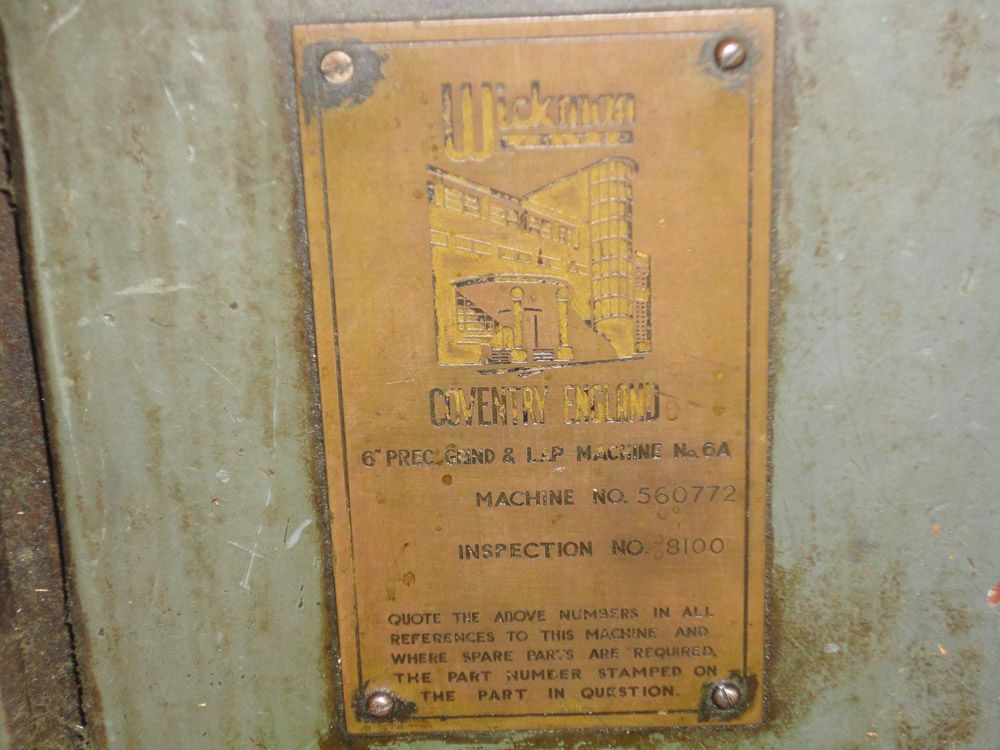 Wickman
COVENTRY ENGLAND
6" PREC. GRIND & LAP MACHINE No. 6A
MACHINE NO. 560772
INSPECTION NO. 8100
QUOTE THE ABOVE NUMBERS IN ALL
REFERENCES TO THIS MACHINE AND
WHERE SPARE PARTS ARE REQUIRED,
THE PART NUMBER STAMPED ON
THE PART IN QUESTION.